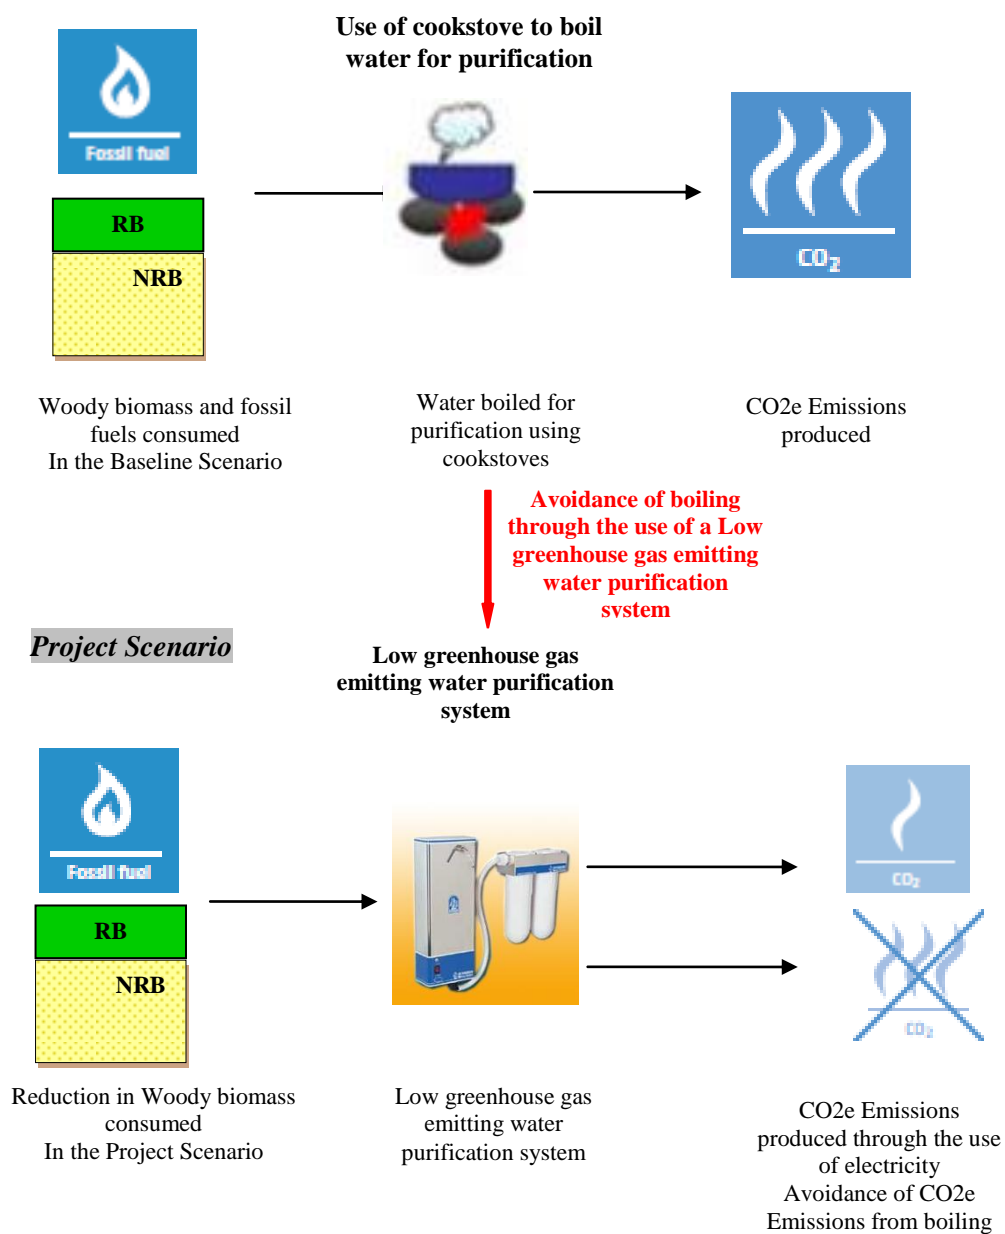 Use of cookstove to boil
water for purification
Fossil fuel
RB
NRB
CO2
Woody biomass and fossil
fuels consumed
In the Baseline Scenario
Water boiled for
purification using
cookstoves
CO2e Emissions
produced
Avoidance of boiling
through the use of a Low
greenhouse gas emitting
water purification
system
Project Scenario
Low greenhouse gas
emitting water purification
system
Fossil fuel
RB
NRB
CO2
CO2
Reduction in Woody biomass
consumed
In the Project Scenario
Low greenhouse gas
emitting water
purification system
CO2e Emissions
produced through the use
of electricity
Avoidance of CO2e
Emissions from boiling